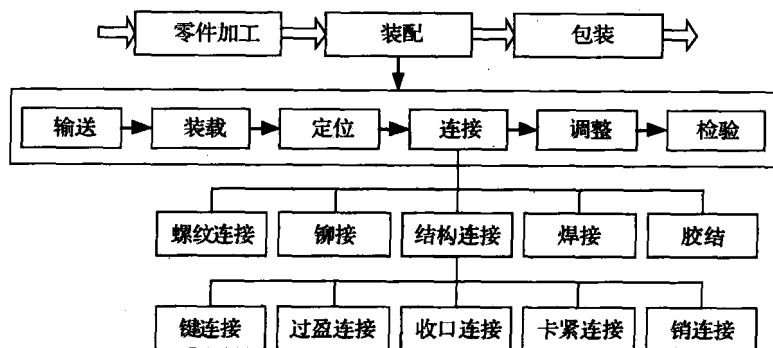 零件加工 装配 包装
输送 装载 定位 连接 调整 检验
螺纹连接 铆接 结构连接 焊接 胶结
键连接 过盈连接 收口连接 卡紧连接 销连接